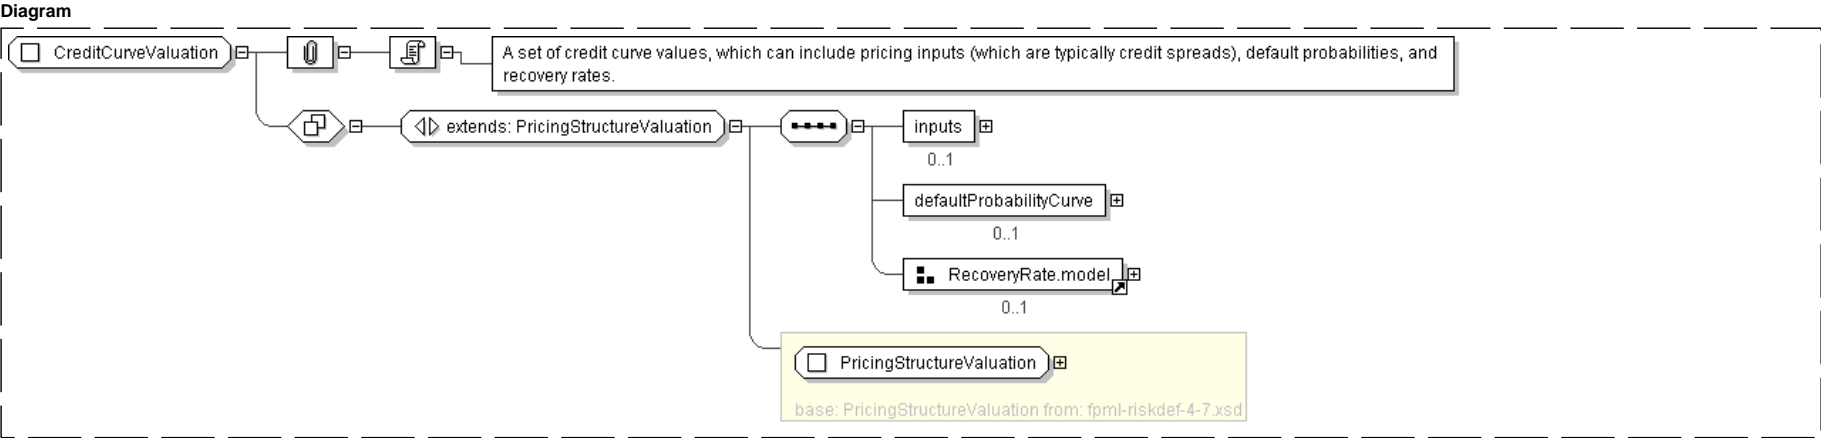 Diagram
CreditCurveValuation
A set of credit curve values, which can include pricing inputs (which are typically credit spreads), default probabilities, and
recovery rates.
extends: PricingStructureValuation
inputs
0..1
defaultProbabilityCurve
0..1
RecoveryRate.model
0..1
PricingStructureValuation
base: PricingStructureValuation from: fpml-riskdef-4-7.xsd